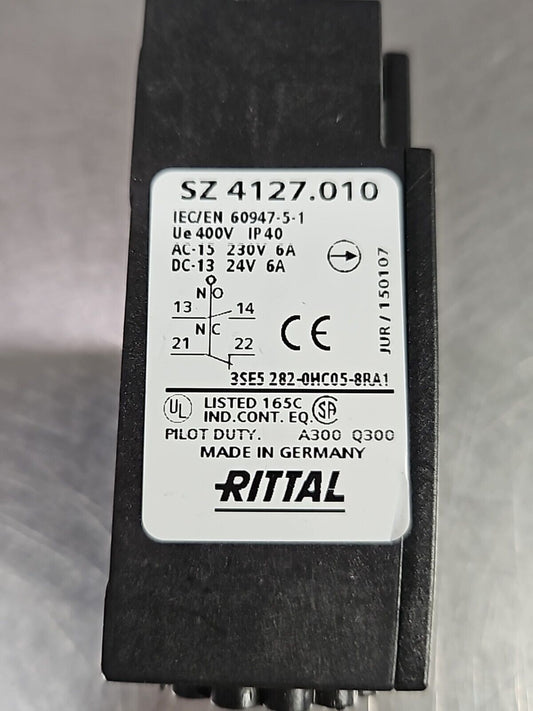 SZ 4127.010
IEC/EN 60947-5-1
Ue 400V IP40
AC-15 230V 6A
DC-13 24V 6A
JUR / 150107
NO
13 14
NC
21 22
CE
3SE5 282-0HC05-8RA1
UL LISTED 165C SA
IND.CONT. EQ.
PILOT DUTY. A300 Q300
MADE IN GERMANY
RITTAL